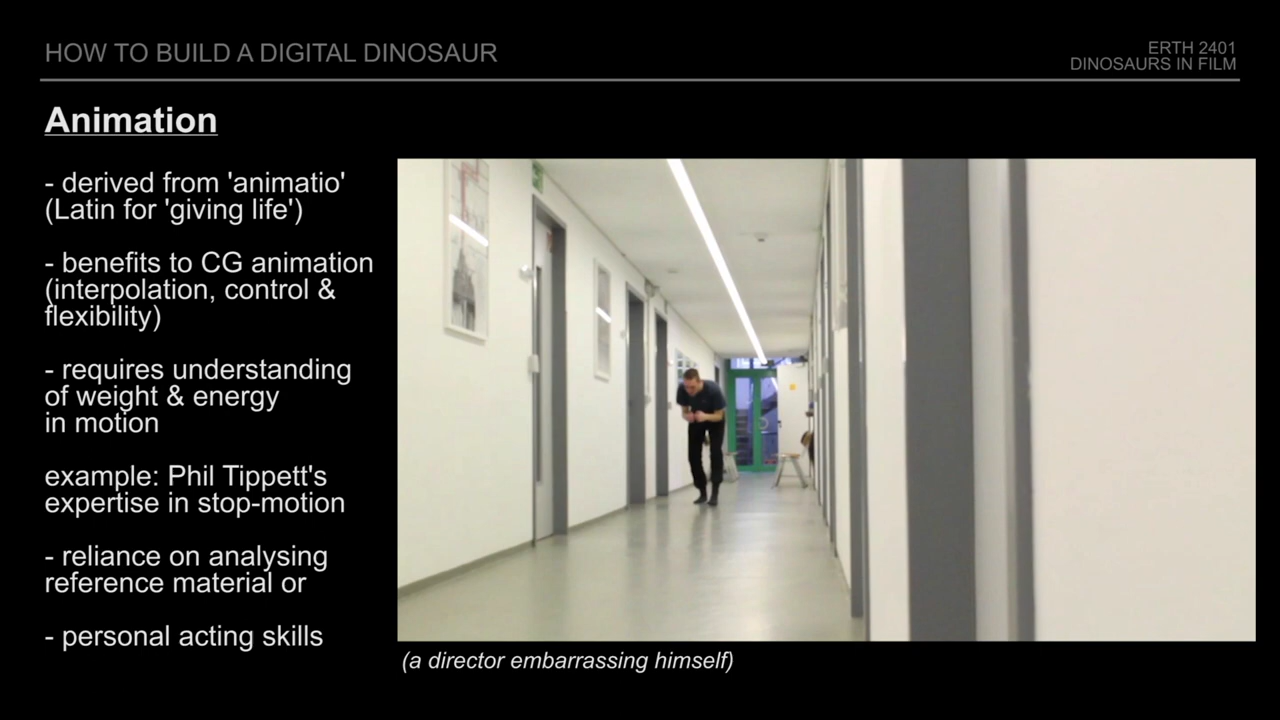 HOW TO BUILD A DIGITAL DINOSAUR
ERTH 2401
DINOSAURS IN FILM
Animation
- derived from 'animatio'
(Latin for 'giving life')
- benefits to CG animation
(interpolation, control &
flexibility)
- requires understanding
of weight & energy
in motion
example: Phil Tippett's
expertise in stop-motion
- reliance on analysing
reference material or
- personal acting skills
(a director embarrassing himself)